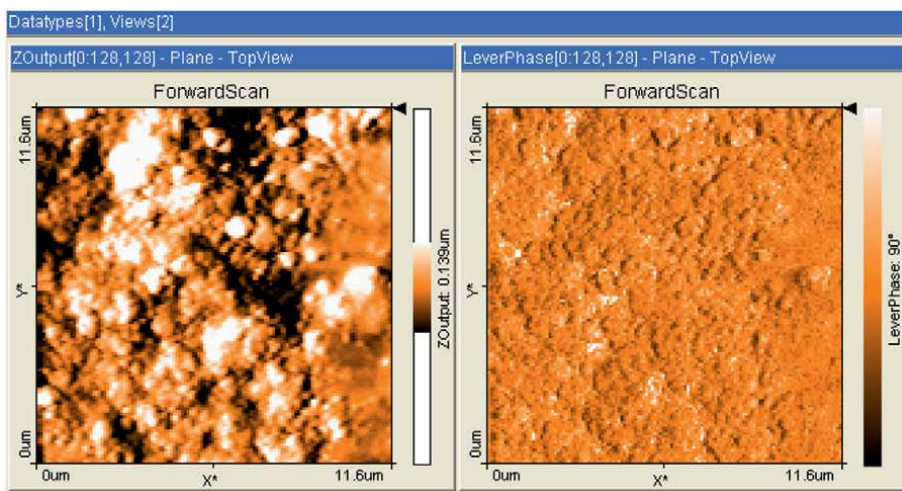 Datatypes[1], Views[2]
ZOutput[0:128,128] - Plane - TopView
ForwardScan
11.6um
Y*
0um
0um
X*
11.6um
ZOutput: 0.139um
LeverPhase[0:128,128] - Plane - TopView
ForwardScan
11.6um
Y*
0um
0um
X*
11.6um
LeverPhase: 90°